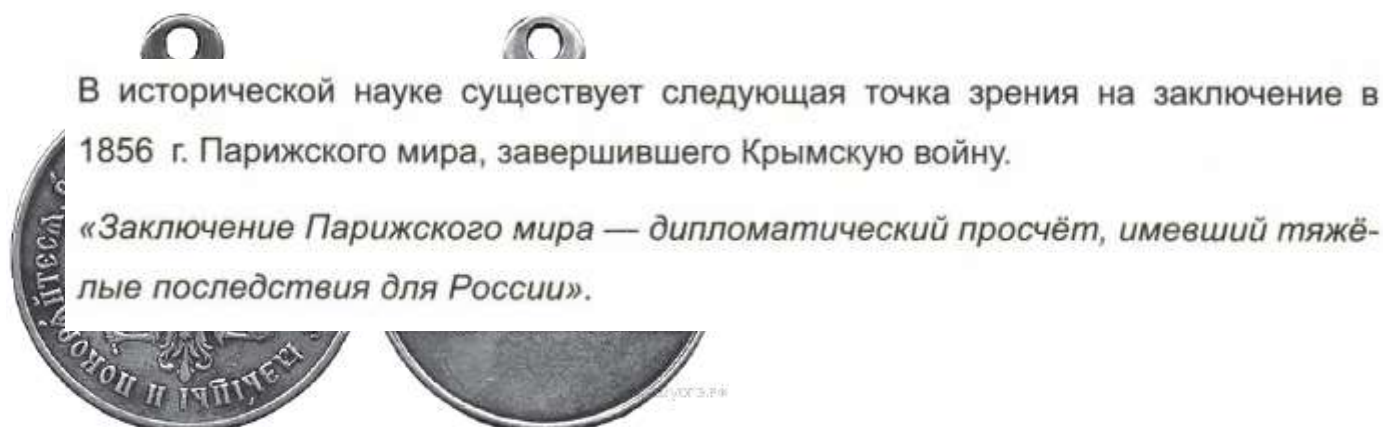 В исторической науке существует следующая точка зрения на заключение в
1856 г. Парижского мира, завершившего Крымскую войну.
«Заключение Парижского мира — дипломатический просчёт, имевший тяжё-
лые последствия для России».